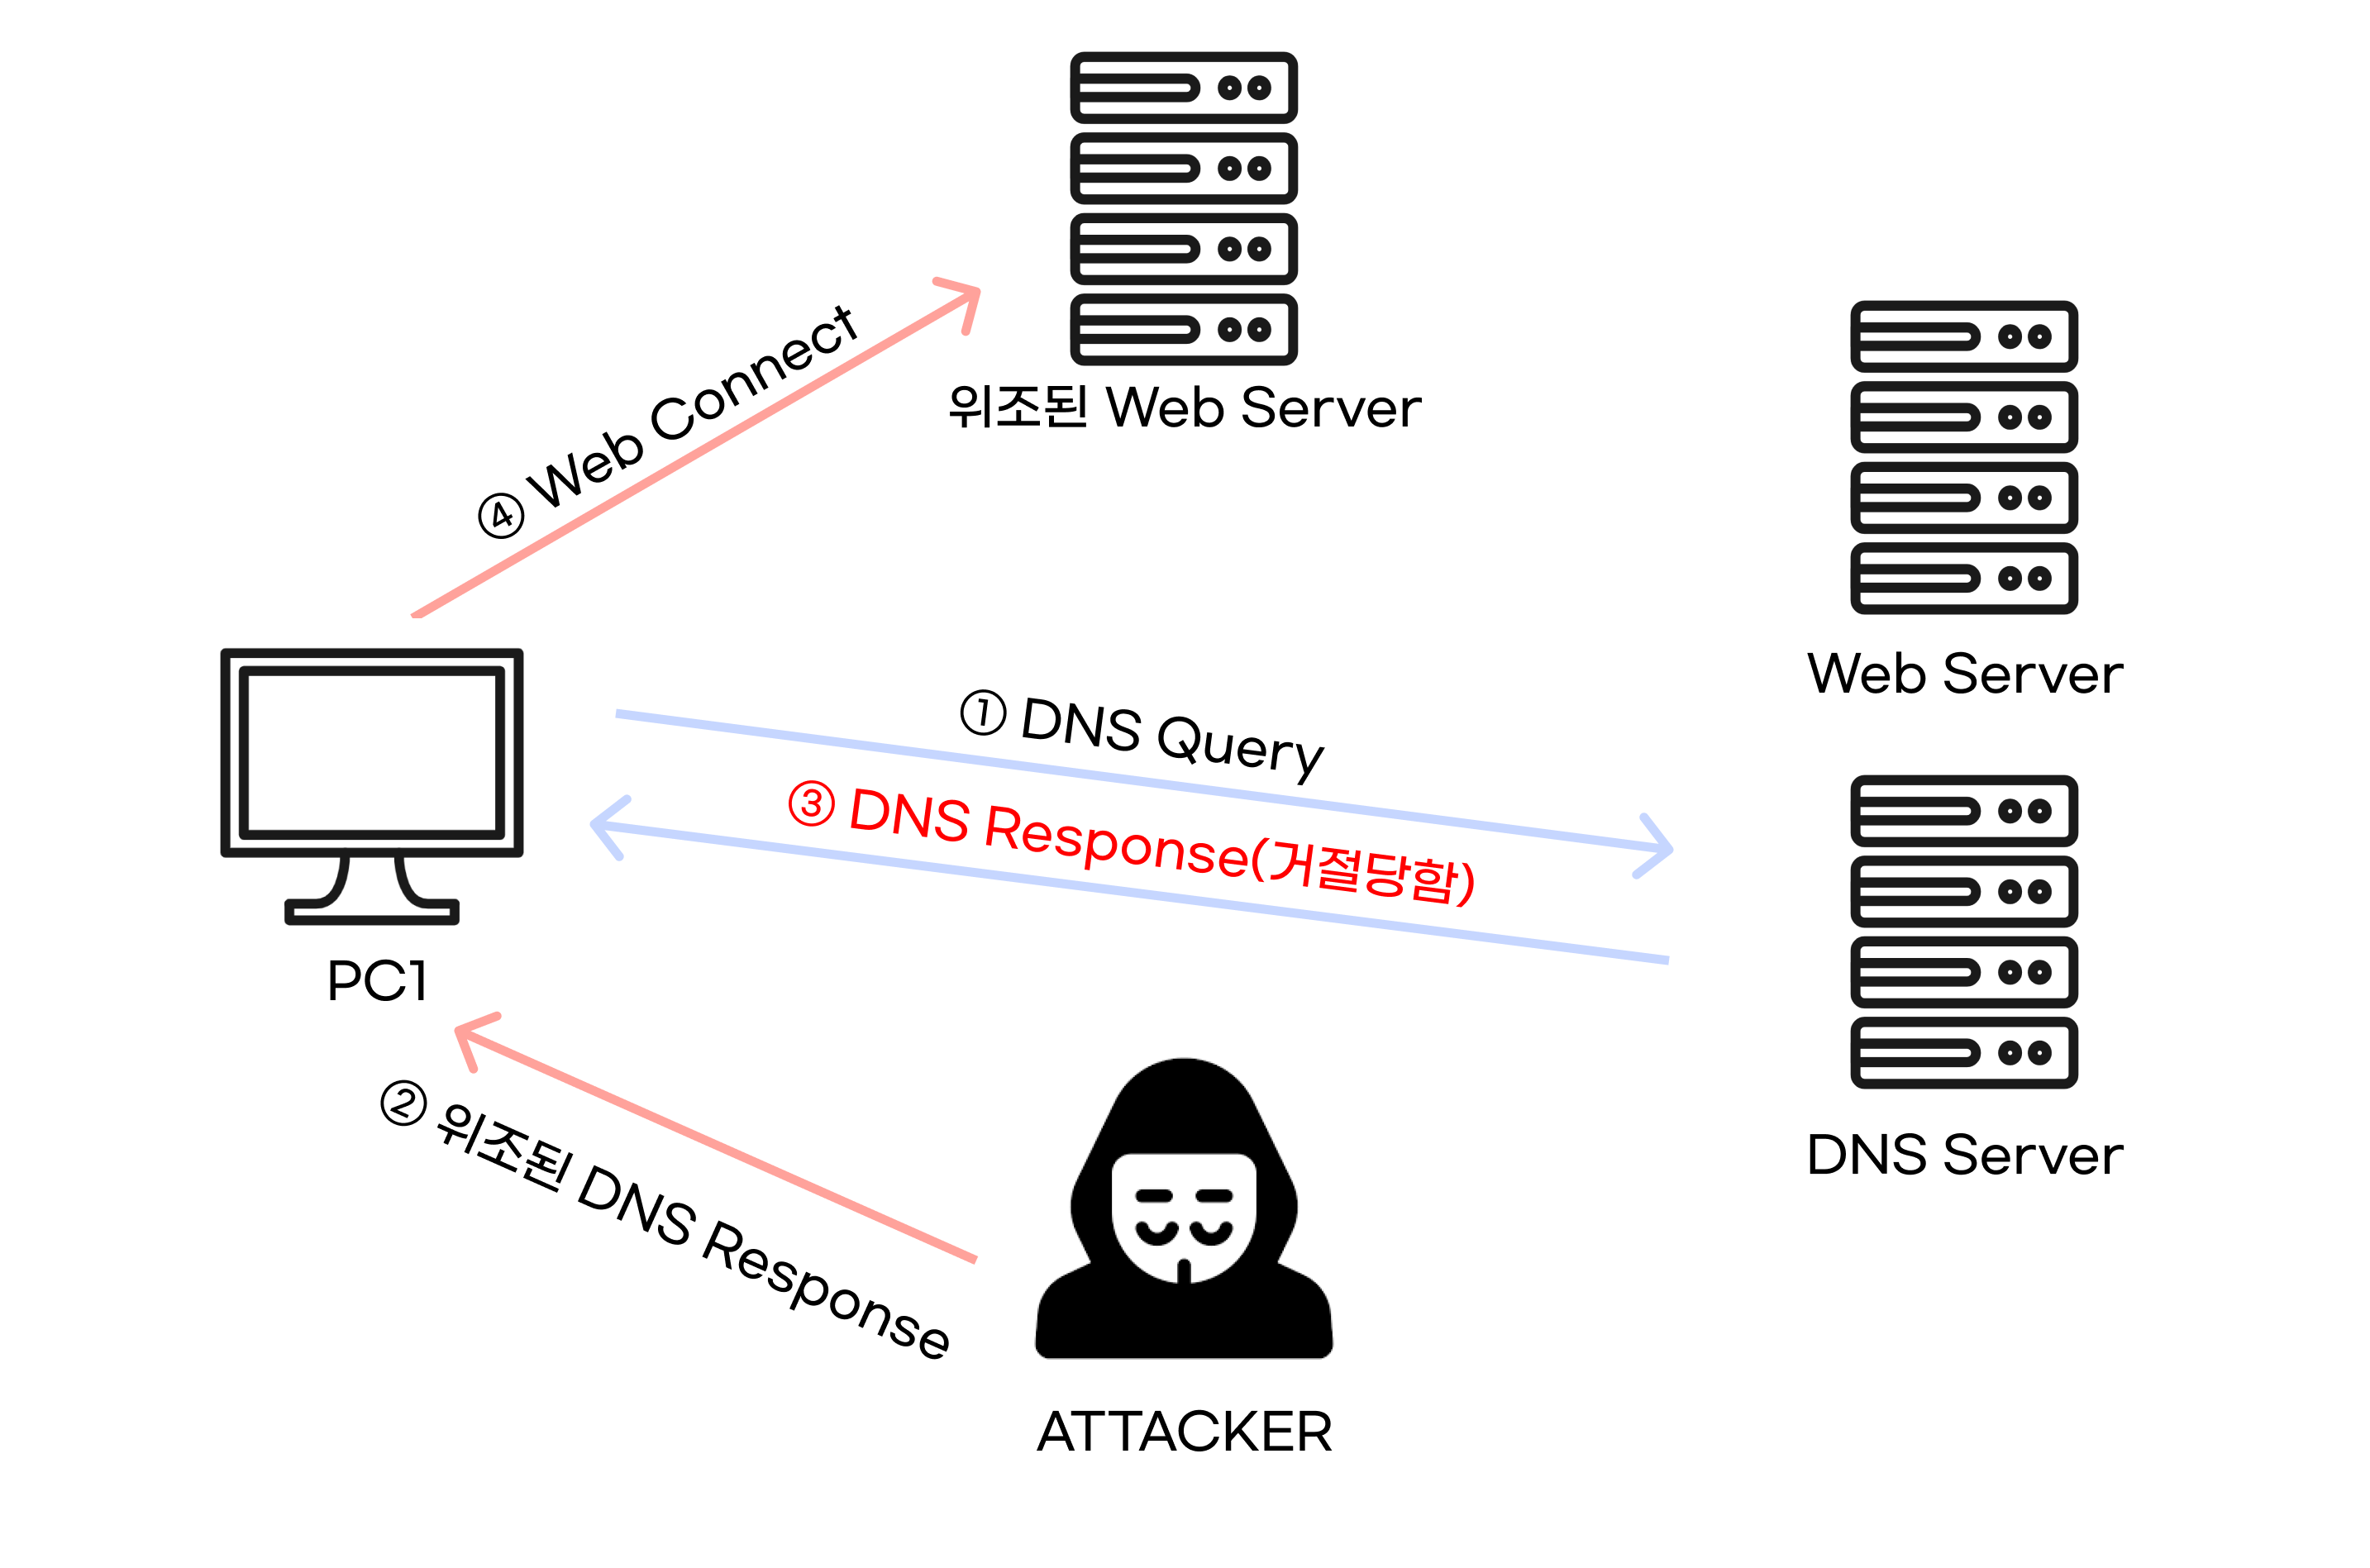 위조된 Web Server
④ Web Connect
Web Server
① DNS Query
③ DNS Response(거절당함)
PC1
② 위조된 DNS Response
DNS Server
ATTACKER